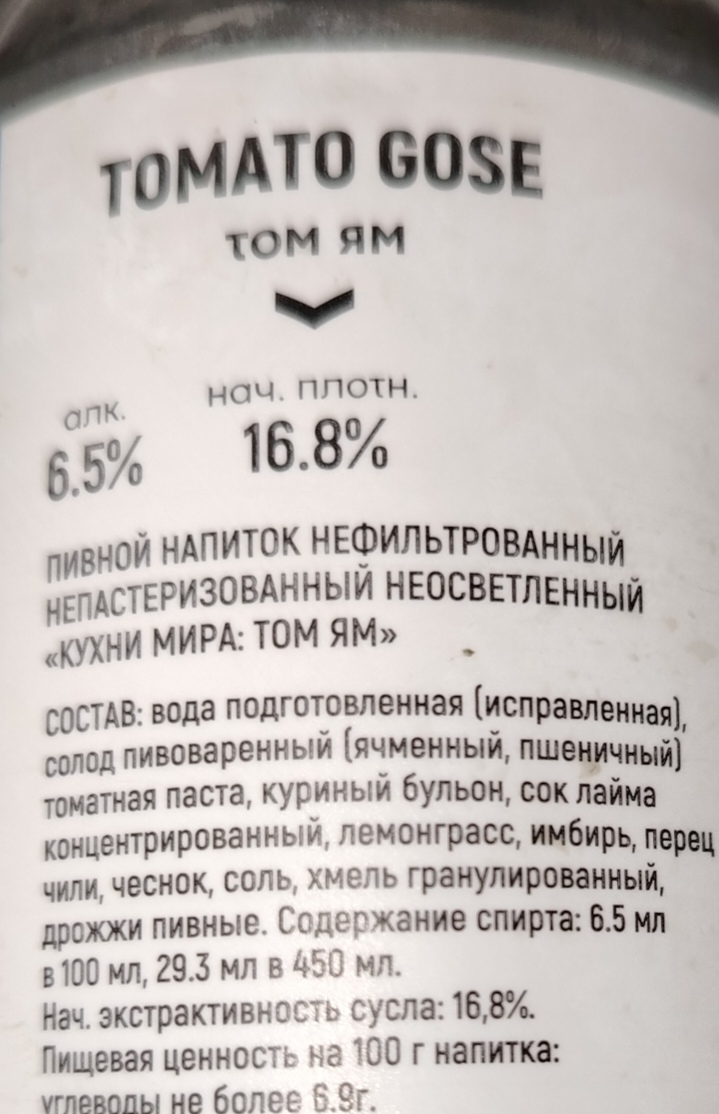 TOMATO GOSE
ТОМ ЯМ
алк.
6.5%
нач. плотн.
16.8%
ПИВНОЙ НАПИТОК НЕФИЛЬТРОВАННЫЙ
НЕПАСТЕРИЗОВАННЫЙ НЕОСВЕТЛЕННЫЙ
«КУХНИ МИРА: ТОМ ЯМ»
СОСТАВ: вода подготовленная (исправленная),
солод пивоваренный (ячменный, пшеничный)
томатная паста, куриный бульон, сок лайма
концентрированный, лемонграсс, имбирь, перец
чили, чеснок, соль, хмель гранулированный,
дрожжи пивные. Содержание спирта: 6.5 мл
в 100 мл, 29.3 мл в 450 мл.
Нач. экстрактивность сусла: 16,8%.
Пищевая ценность на 100 г напитка:
углеводы не более 6.9г.